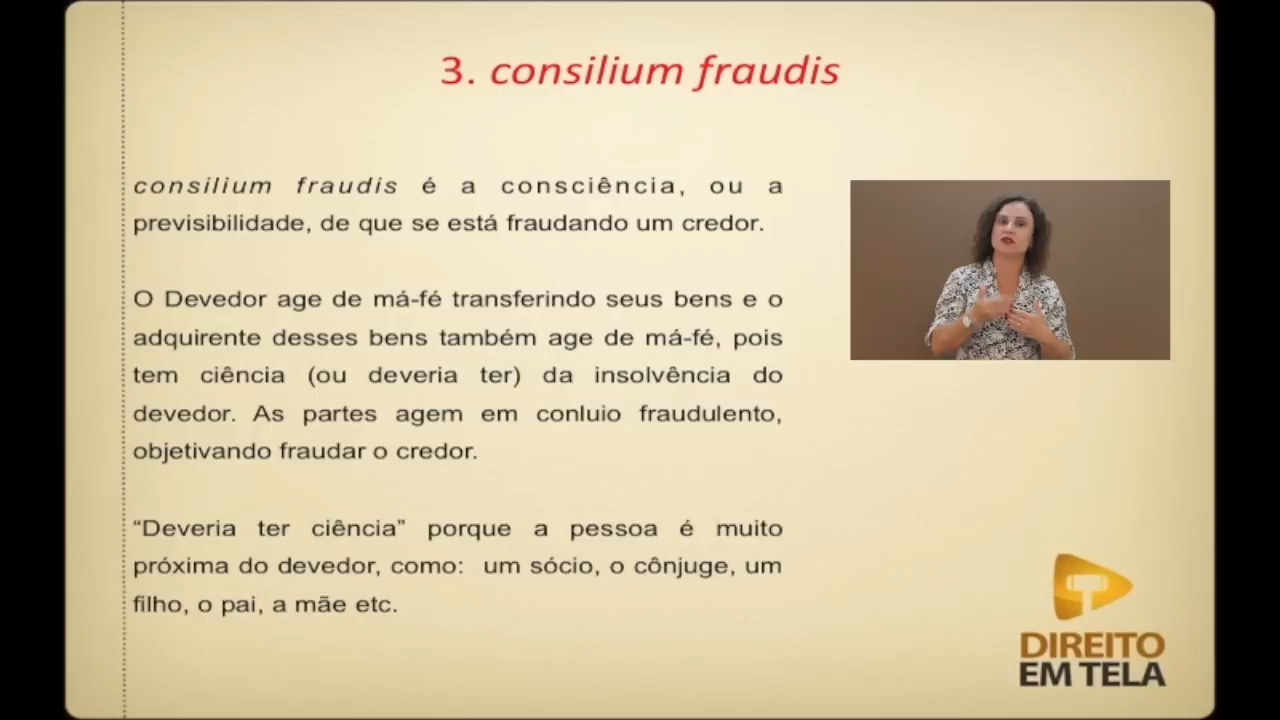 3. consilium fraudis
consilium fraudis é a consciência, ou a
previsibilidade, de que se está fraudando um credor.
O Devedor age de má-fé transferindo seus bens e o
adquirente desses bens também age de má-fé, pois
tem ciência (ou deveria ter) da insolvência do
devedor. As partes agem em conluio fraudulento,
objetivando fraudar o credor.
“Deveria ter ciência” porque a pessoa é muito
próxima do devedor, como: um sócio, o cônjuge, um
filho, o pai, a mãe etc.
DIREITO
EM TELA